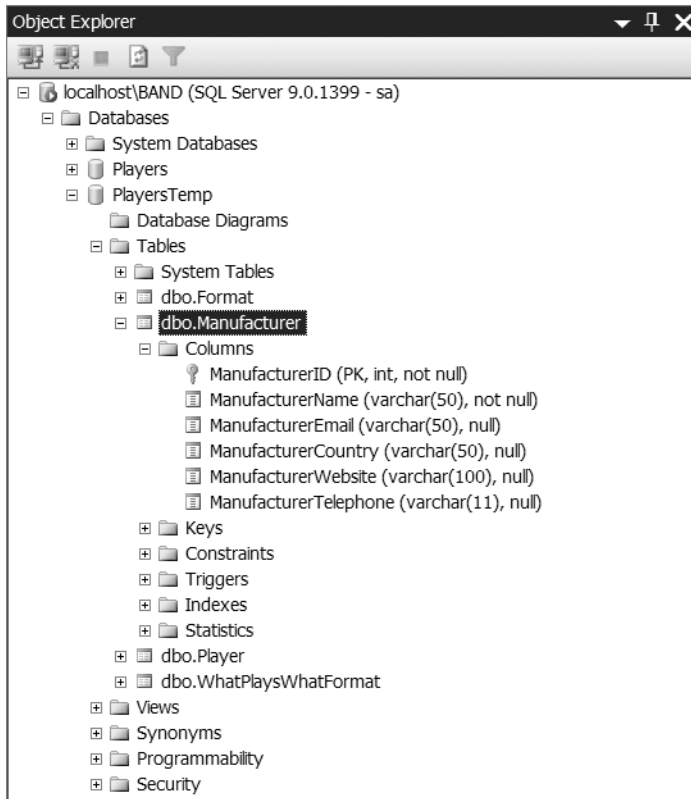 Object Explorer
localhost\BAND (SQL Server 9.0.1399 - sa)
Databases
System Databases
Players
PlayersTemp
Database Diagrams
Tables
System Tables
dbo.Format
dbo.Manufacturer
Columns
ManufacturerID (PK, int, not null)
ManufacturerName (varchar(50), not null)
ManufacturerEmail (varchar(50), null)
ManufacturerCountry (varchar(50), null)
ManufacturerWebsite (varchar(100), null)
ManufacturerTelephone (varchar(11), null)
Keys
Constraints
Triggers
Indexes
Statistics
dbo.Player
dbo.WhatPlaysWhatFormat
Views
Synonyms
Programmability
Security